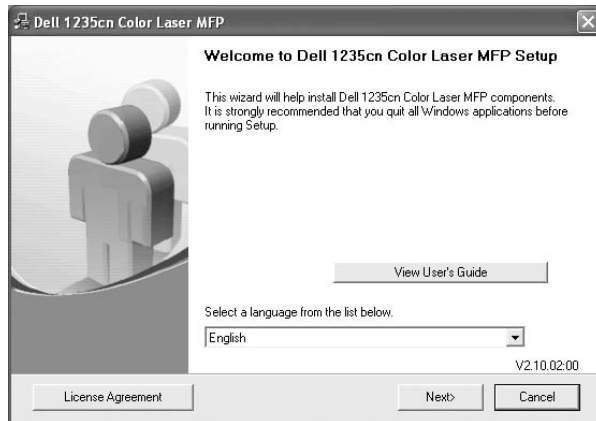 Dell 1235cn Color Laser MFP
Welcome to Dell 1235cn Color Laser MFP Setup
This wizard will help install Dell 1235cn Color Laser MFP components.
It is strongly recommended that you quit all Windows applications before
running Setup.
View User's Guide
Select a language from the list below.
English
V2.10.02:00
License Agreement
Next>
Cancel